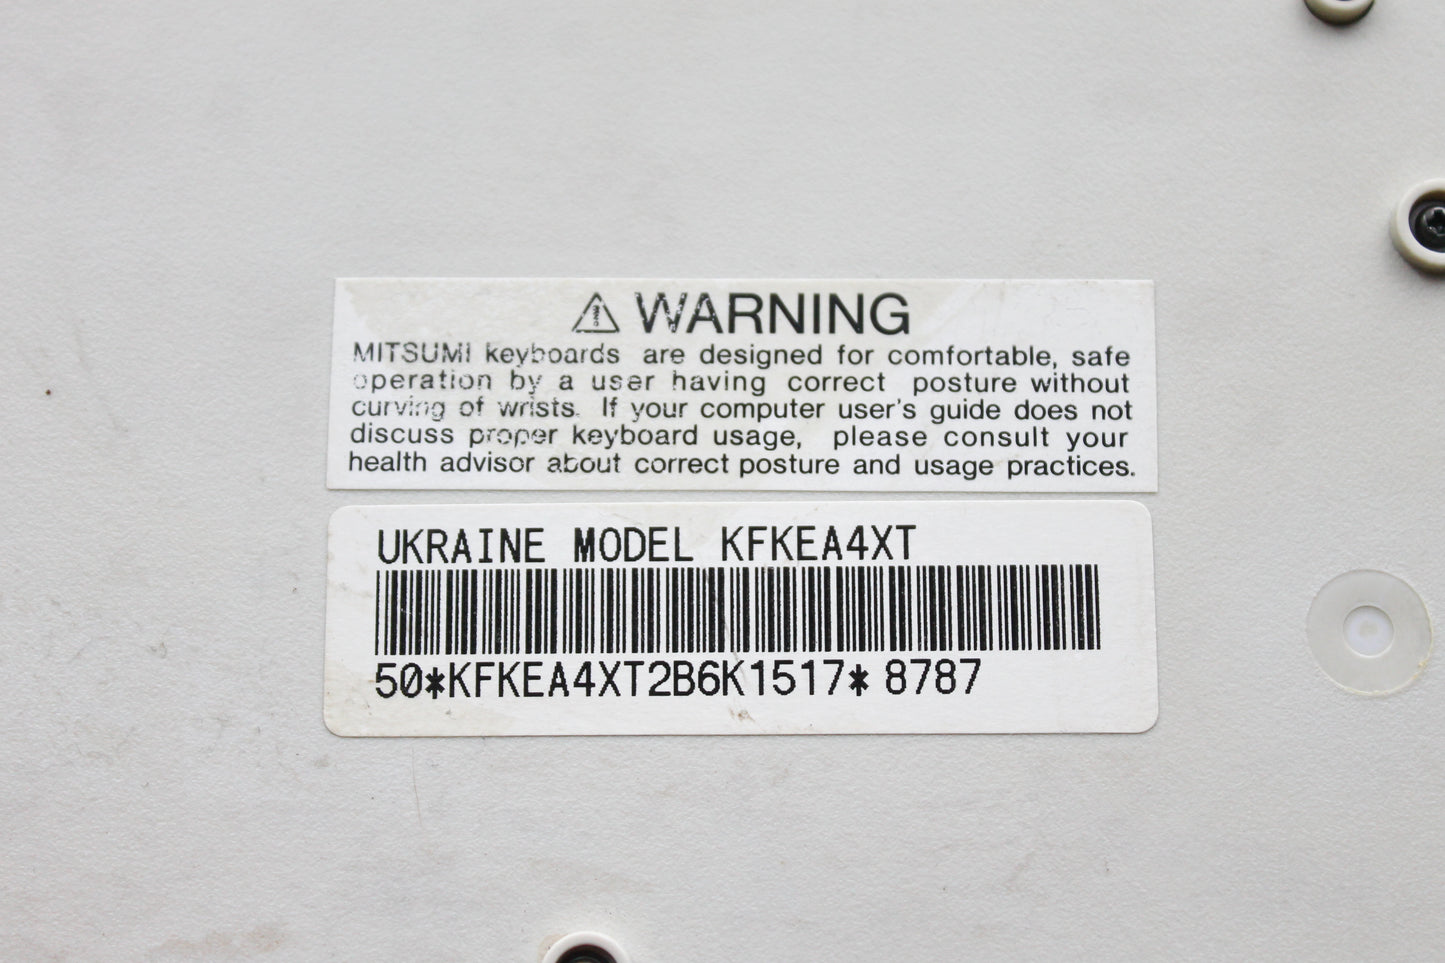 ⚠ WARNING
MITSUMI keyboards are designed for comfortable, safe
operation by a user having correct posture without
curving of wrists. If your computer user's guide does not
discuss proper keyboard usage, please consult your
health advisor about correct posture and usage practices.
UKRAINE MODEL KFKEA4XT
50*KFKEA4XT2B6K1517* 8787